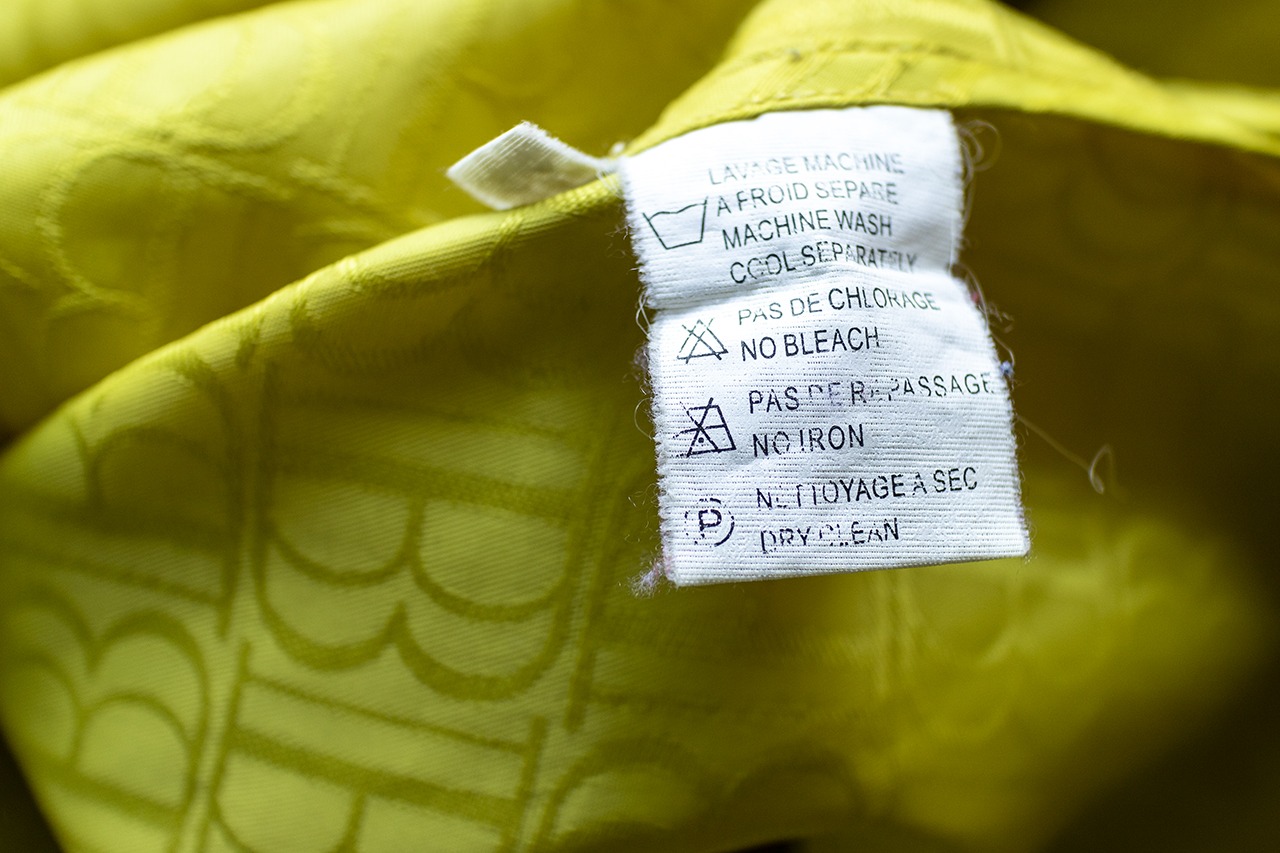 LAVAGE MACHINE
A FROID SEPARE
MACHINE WASH
COOL SEPARATELY
PAS DE CHLORAGE
NO BLEACH
PAS DE REPASSAGE
NO IRON
NETTOYAGE A SEC
P DRY CLEAN